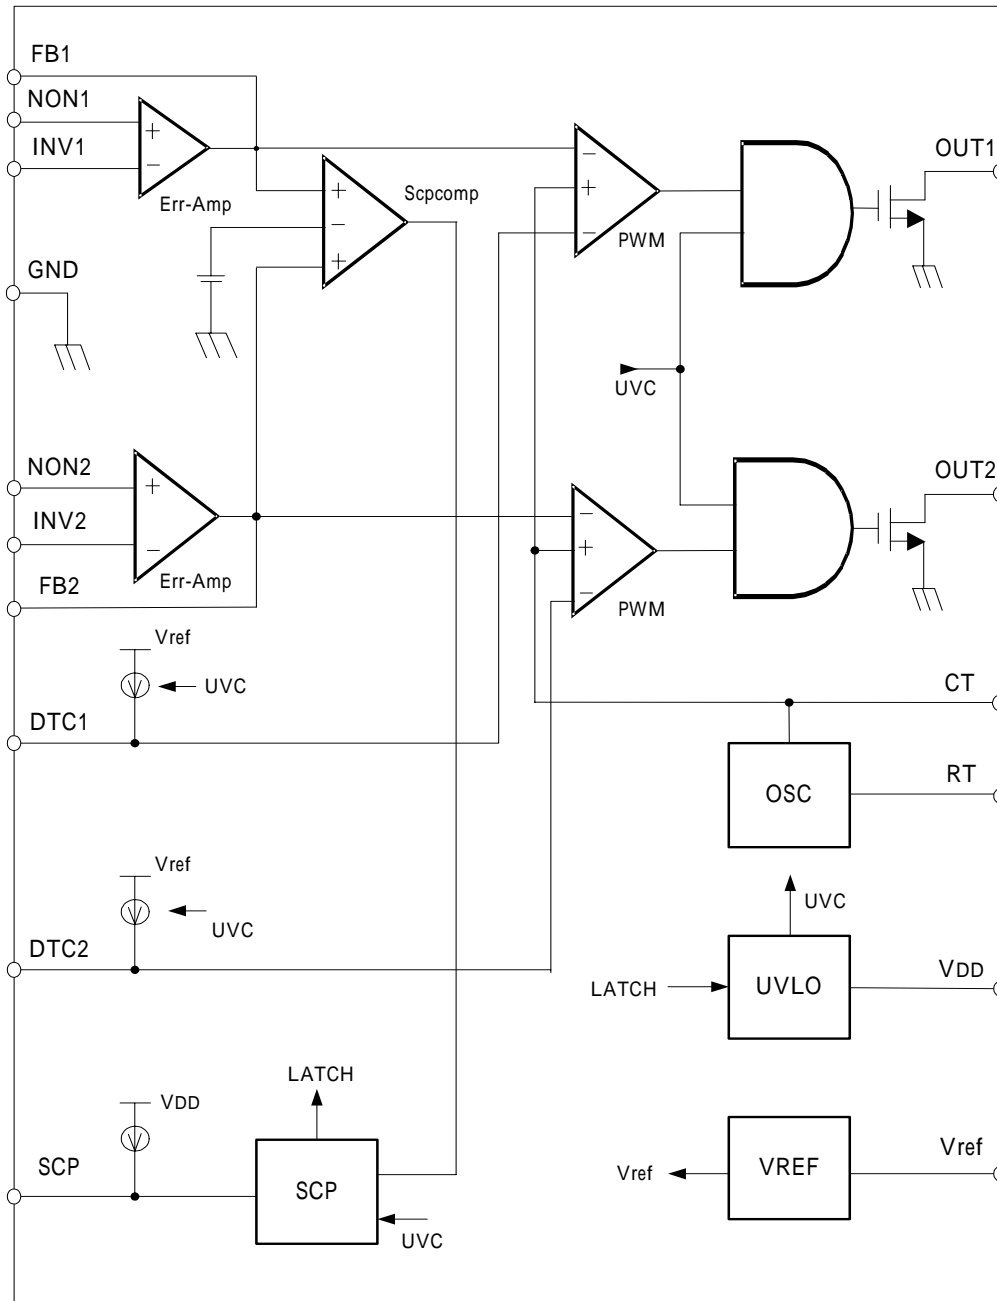 FB1
NON1
INV1
Err-Amp
+
−
Scpcomp
+
−
+
−
+
−
PWM
OUT1
GND
UVC
NON2
INV2
FB2
+
−
Err-Amp
−
+
−
PWM
OUT2
Vref
UVC
DTC1
CT
OSC
RT
Vref
UVC
DTC2
UVC
LATCH
UVLO
VDD
LATCH
VDD
SCP
SCP
UVC
Vref
VREF
Vref